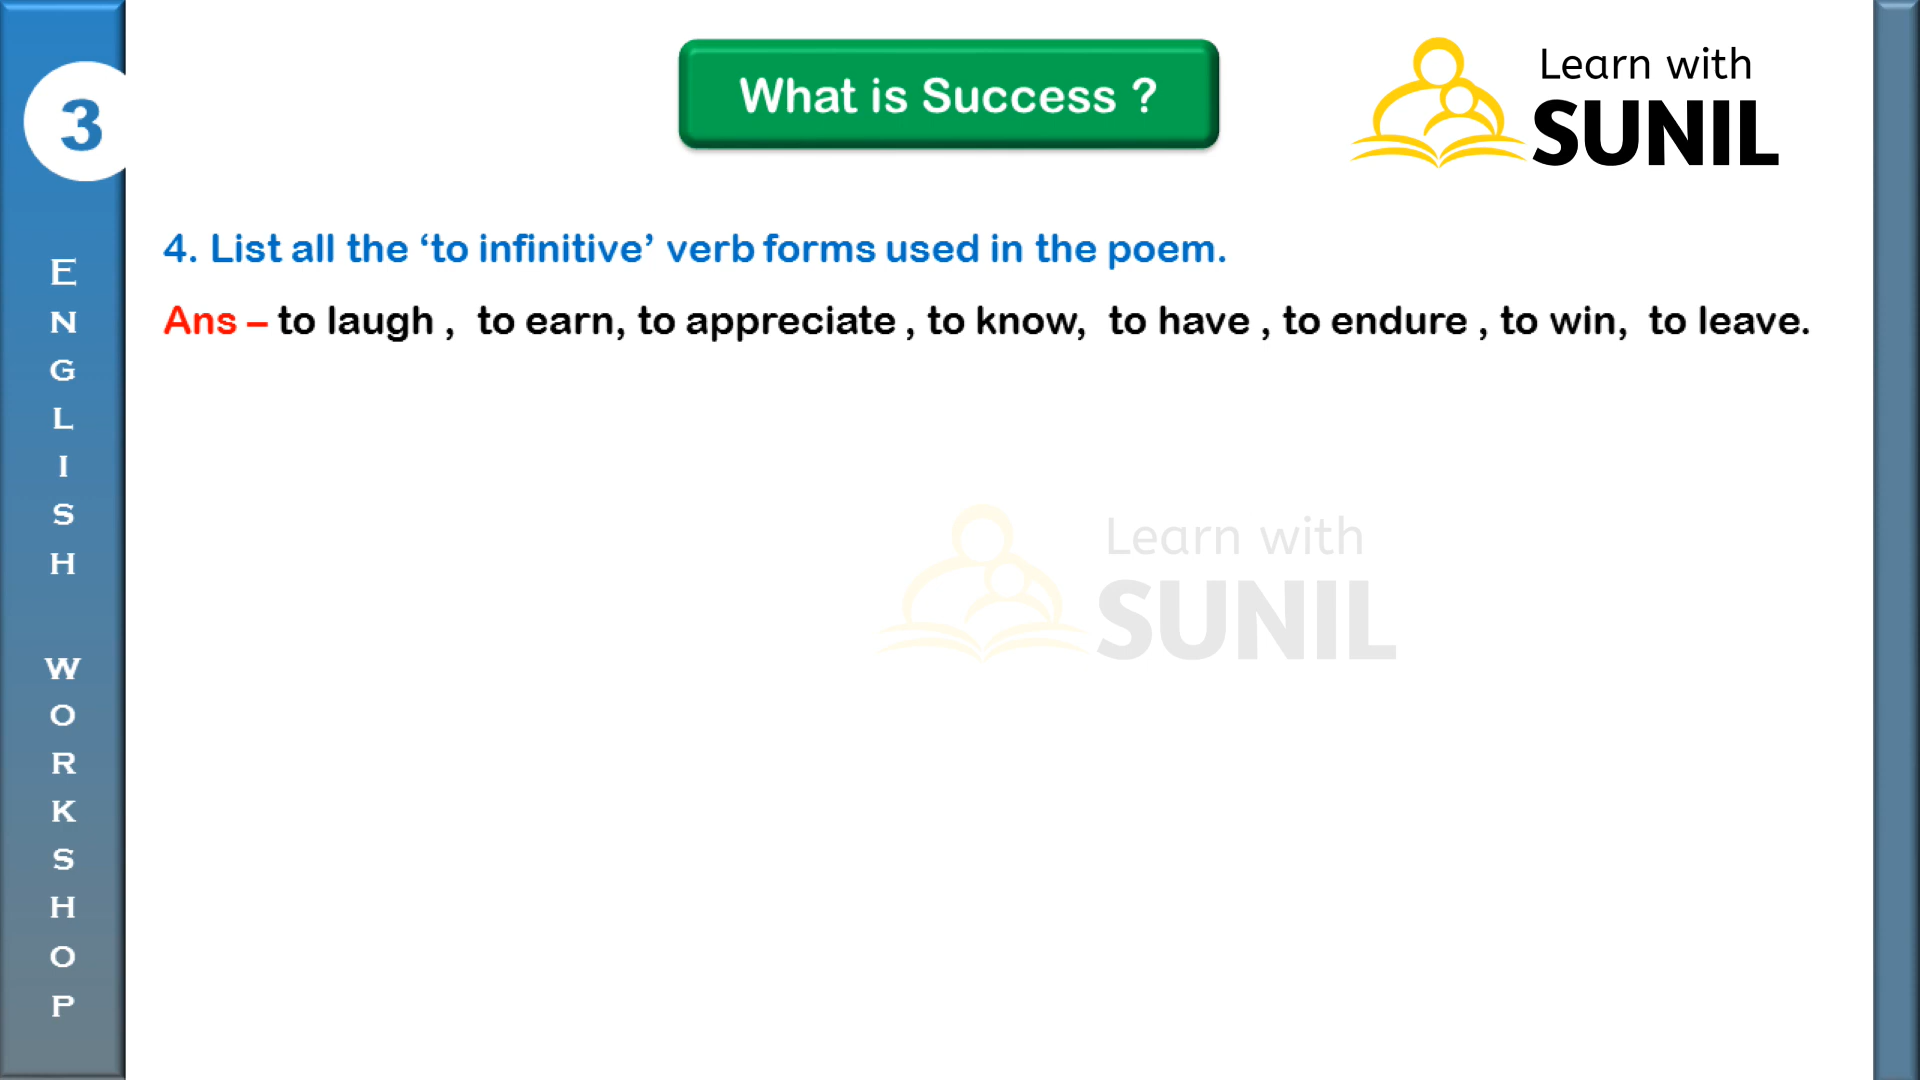 3
ENGLISH WORKSHOP
What is Success ?
Learn with
SUNIL
4. List all the ‘to infinitive’ verb forms used in the poem.
Ans – to laugh , to earn, to appreciate , to know, to have , to endure , to win, to leave.
Learn with
SUNIL